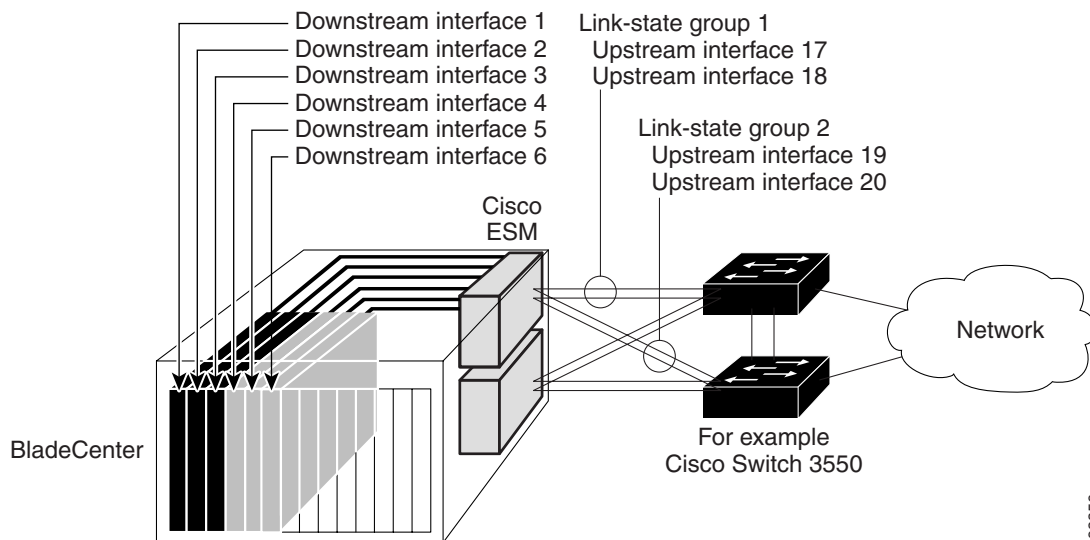 Downstream interface 1
Downstream interface 2
Downstream interface 3
Downstream interface 4
Downstream interface 5
Downstream interface 6
Link-state group 1
Upstream interface 17
Upstream interface 18
Link-state group 2
Upstream interface 19
Upstream interface 20
Cisco
ESM
Network
BladeCenter
For example
Cisco Switch 3550